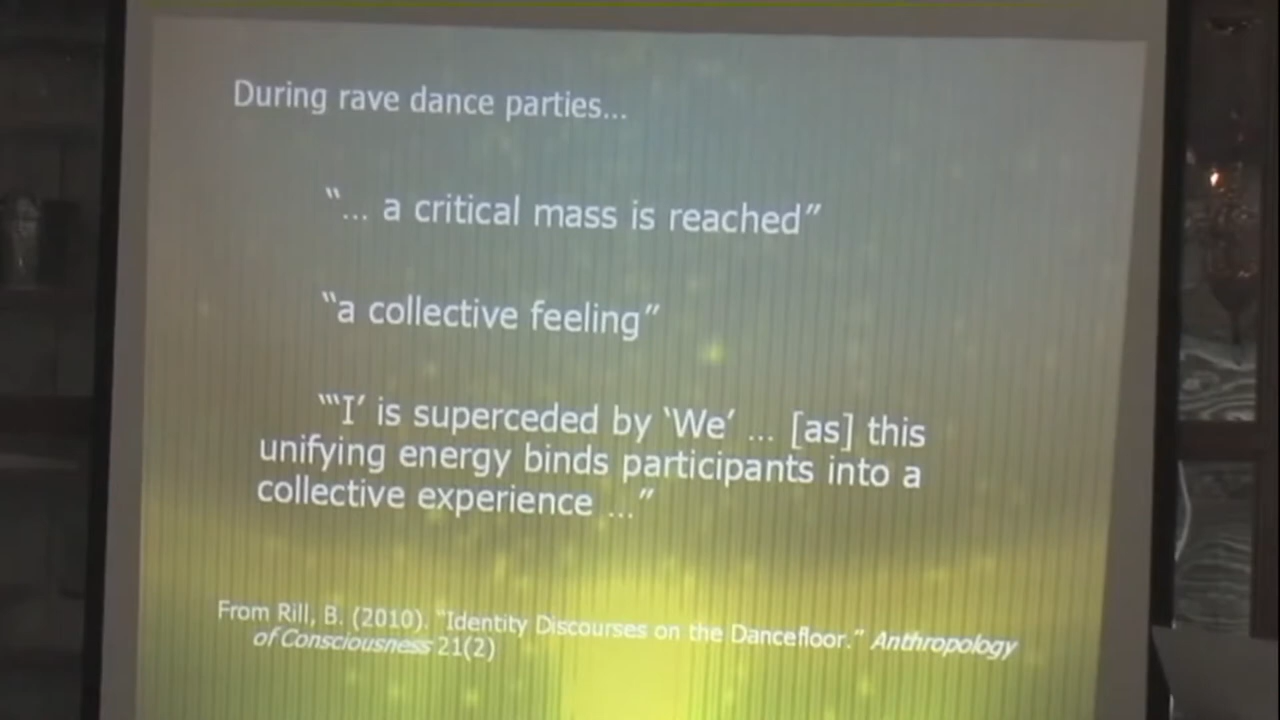 During rave dance parties...
"... a critical mass is reached"
"a collective feeling"
"'I' is superceded by 'We' ... [as] this
unifying energy binds participants into a
collective experience ..."
From Rill, B. (2010). "Identity Discourses on the Dancefloor." Anthropology
of Consciousness 21(2)